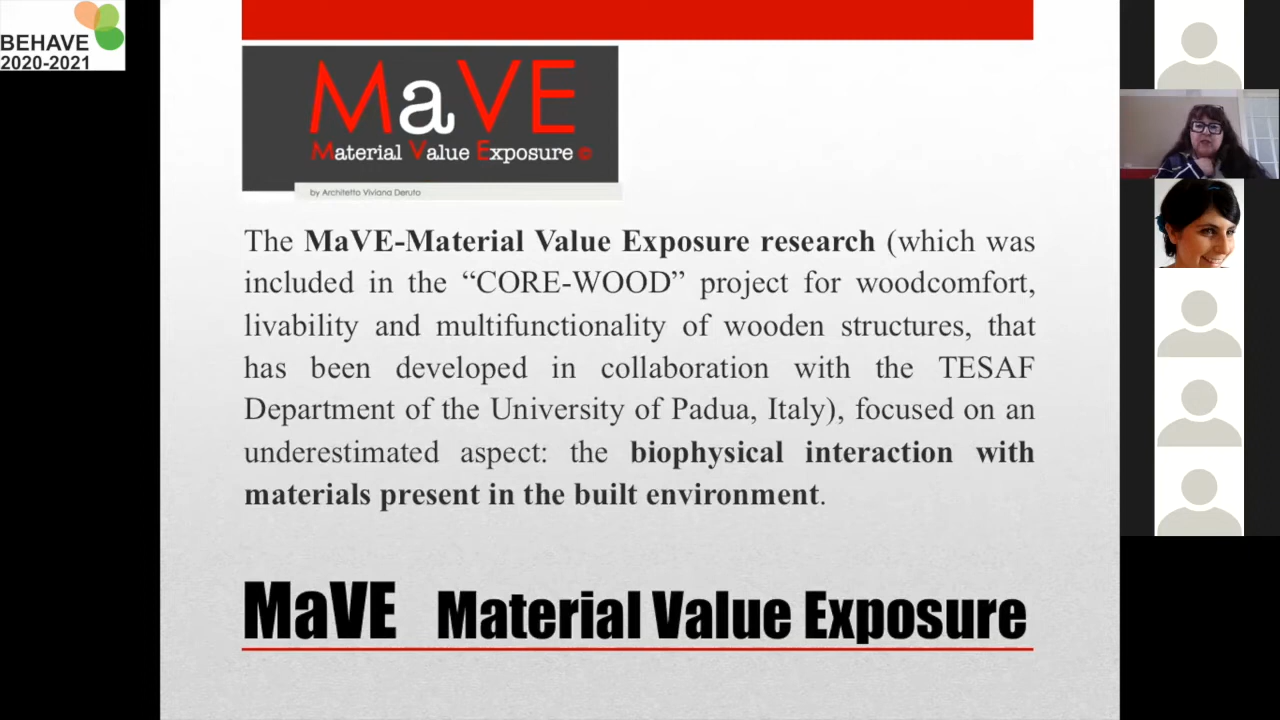 BEHAVE
2020-2021
MaVE
Material Value Exposure ©
by Architetto Viviana Deruto
The MaVE-Material Value Exposure research (which was
included in the “CORE-WOOD” project for woodcomfort,
livability and multifunctionality of wooden structures, that
has been developed in collaboration with the TESAF
Department of the University of Padua, Italy), focused on an
underestimated aspect: the biophysical interaction with
materials present in the built environment.
MaVE Material Value Exposure